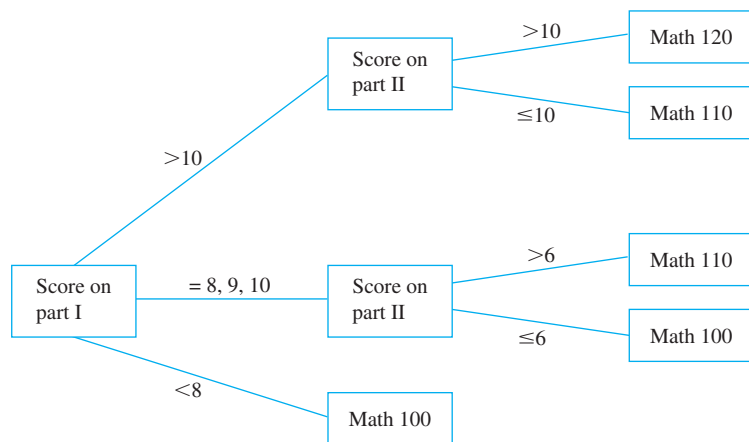 >10
Math 120
Score on
part II
≤10
Math 110
>10
>6
Math 110
Score on
part I
= 8, 9, 10
Score on
part II
≤6
Math 100
<8
Math 100